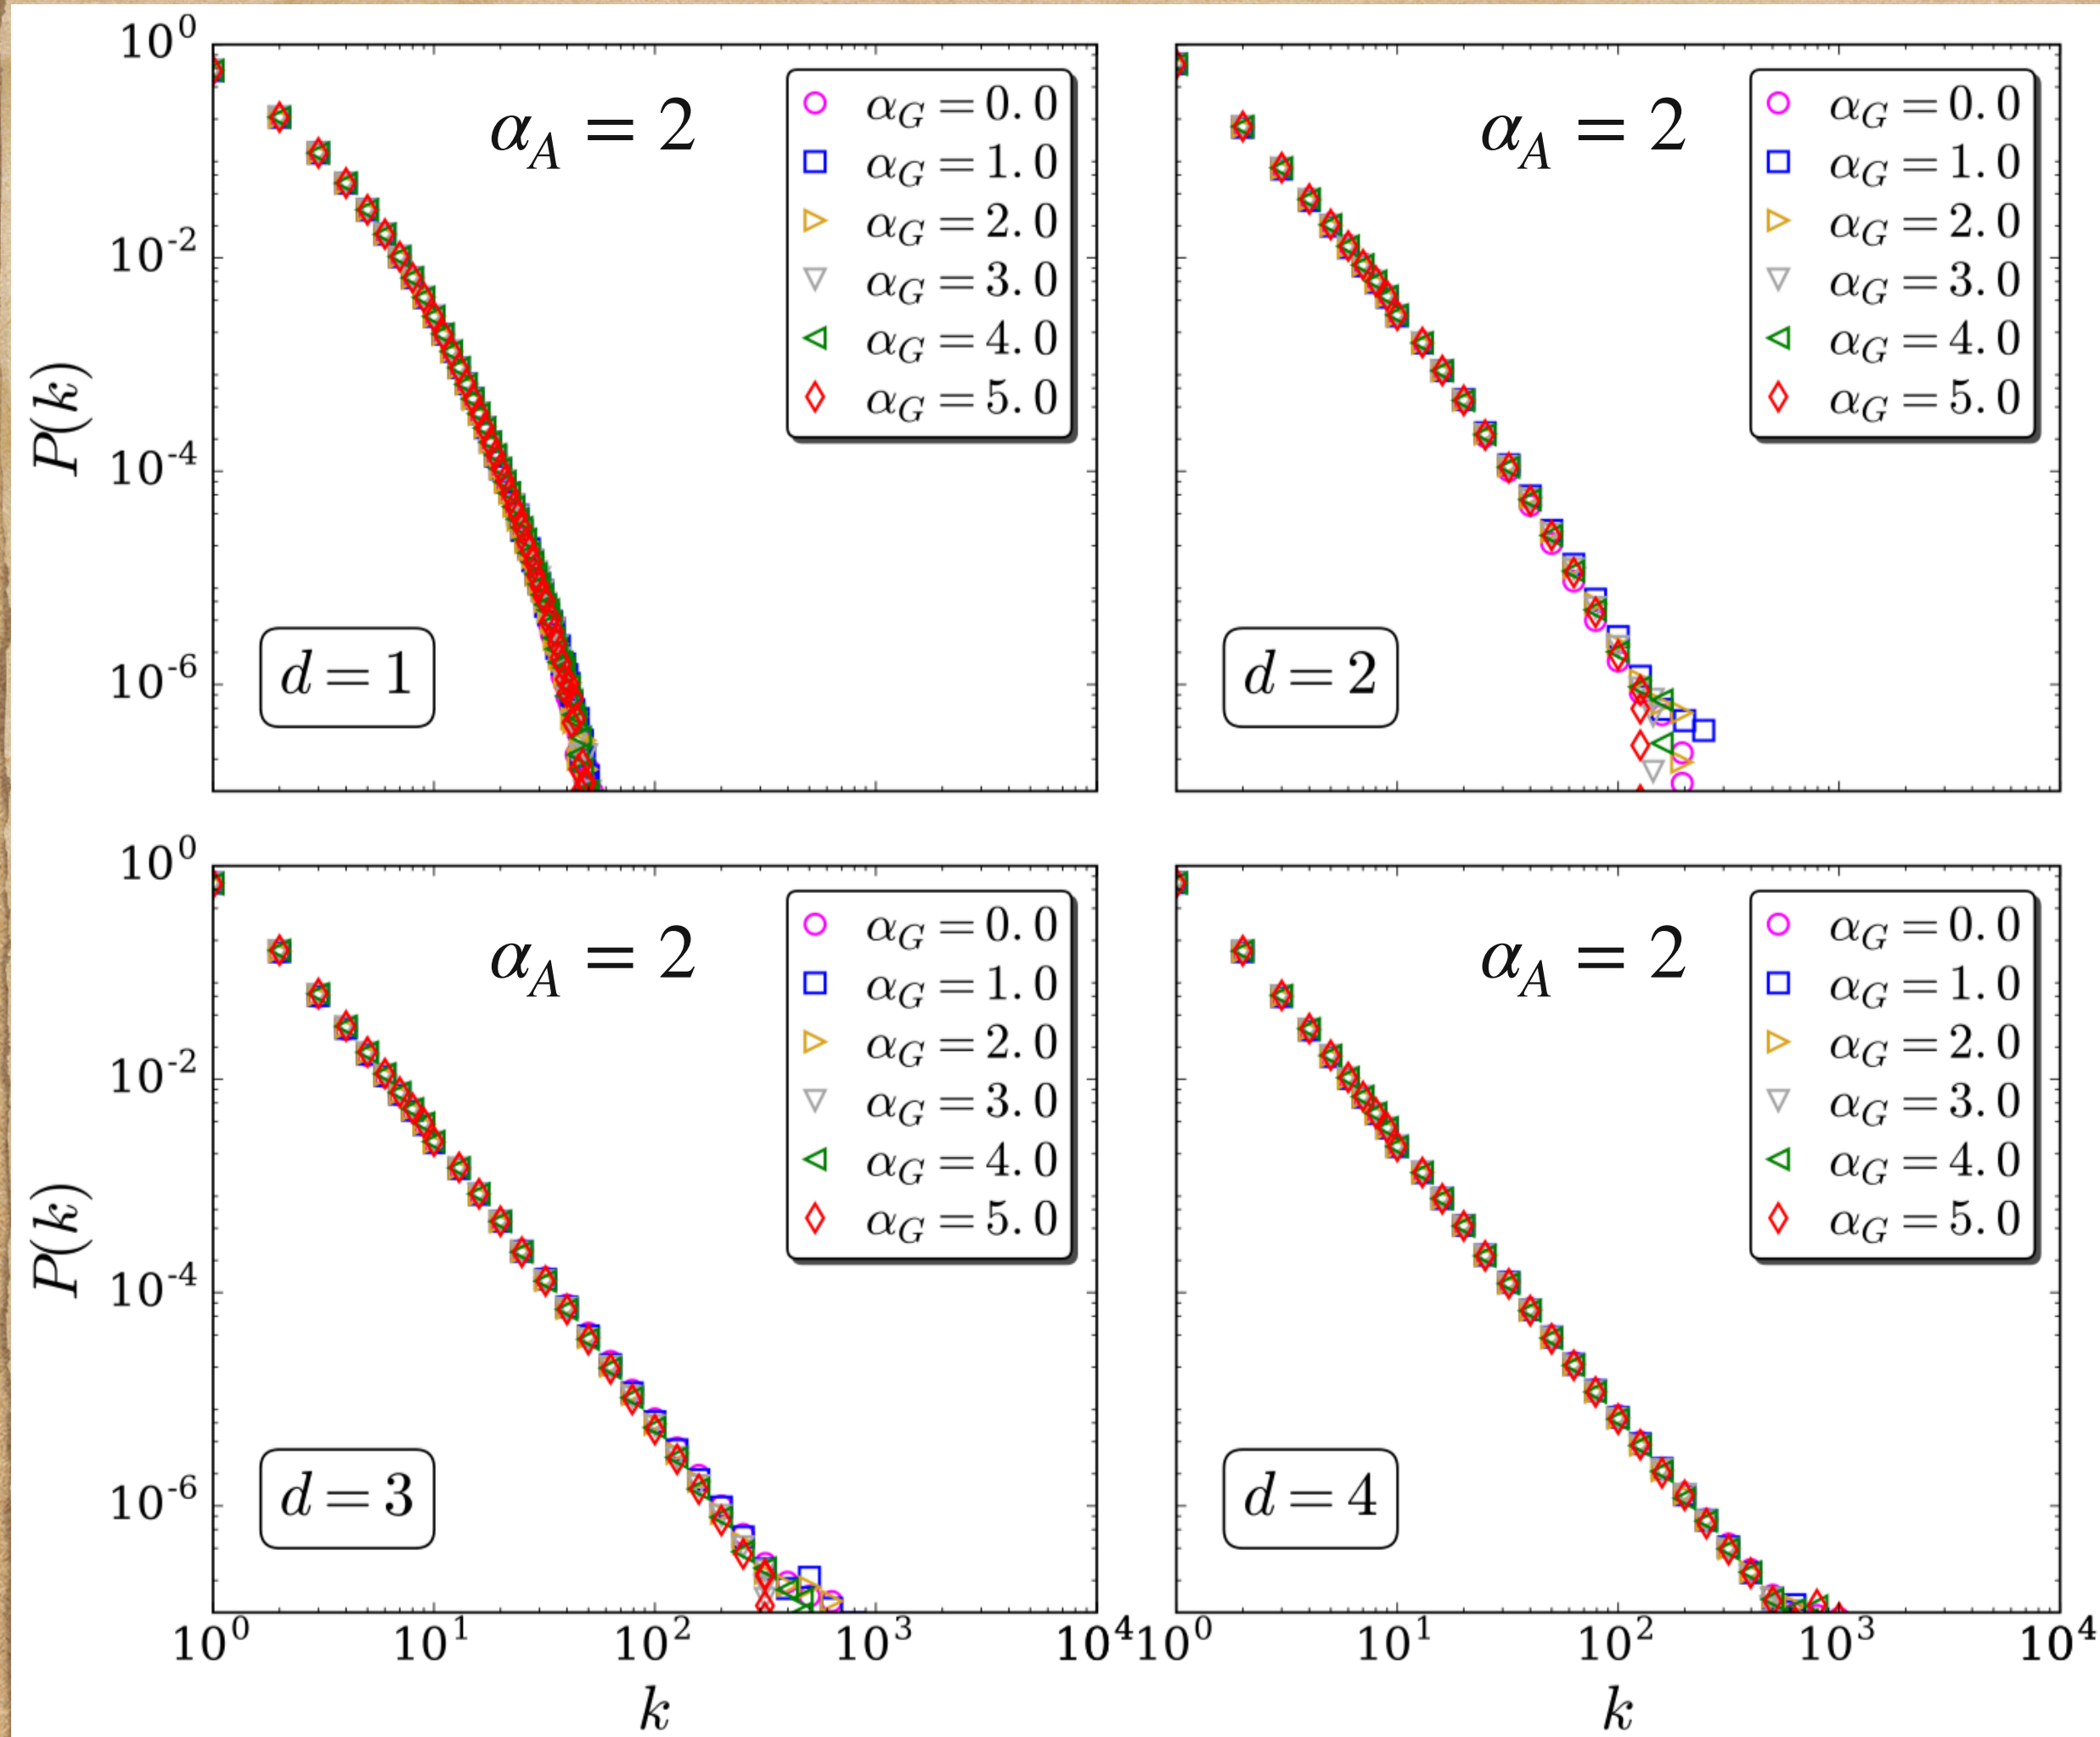 10^0
10^-2
10^-4
10^-6
P(k)
α_A = 2
α_G = 0.0
α_G = 1.0
α_G = 2.0
α_G = 3.0
α_G = 4.0
α_G = 5.0
d = 1
α_A = 2
α_G = 0.0
α_G = 1.0
α_G = 2.0
α_G = 3.0
α_G = 4.0
α_G = 5.0
d = 2
10^0
10^-2
10^-4
10^-6
P(k)
α_A = 2
α_G = 0.0
α_G = 1.0
α_G = 2.0
α_G = 3.0
α_G = 4.0
α_G = 5.0
d = 3
10^0 10^1 10^2 10^3 10^4
k
α_A = 2
α_G = 0.0
α_G = 1.0
α_G = 2.0
α_G = 3.0
α_G = 4.0
α_G = 5.0
d = 4
10^0 10^1 10^2 10^3 10^4
k